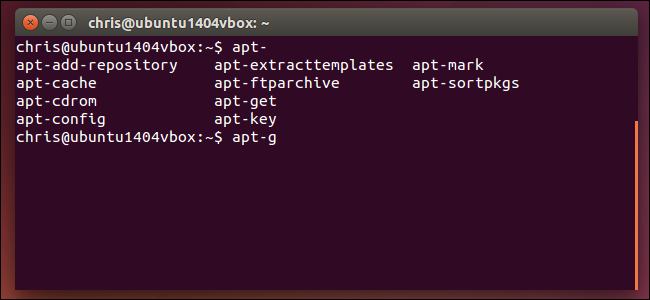 chris@ubuntu1404vbox: ~
chris@ubuntu1404vbox:~$ apt-
apt-add-repository    apt-extracttemplates  apt-mark
apt-cache             apt-ftparchive        apt-sortpkgs
apt-cdrom             apt-get
apt-config            apt-key
chris@ubuntu1404vbox:~$ apt-g